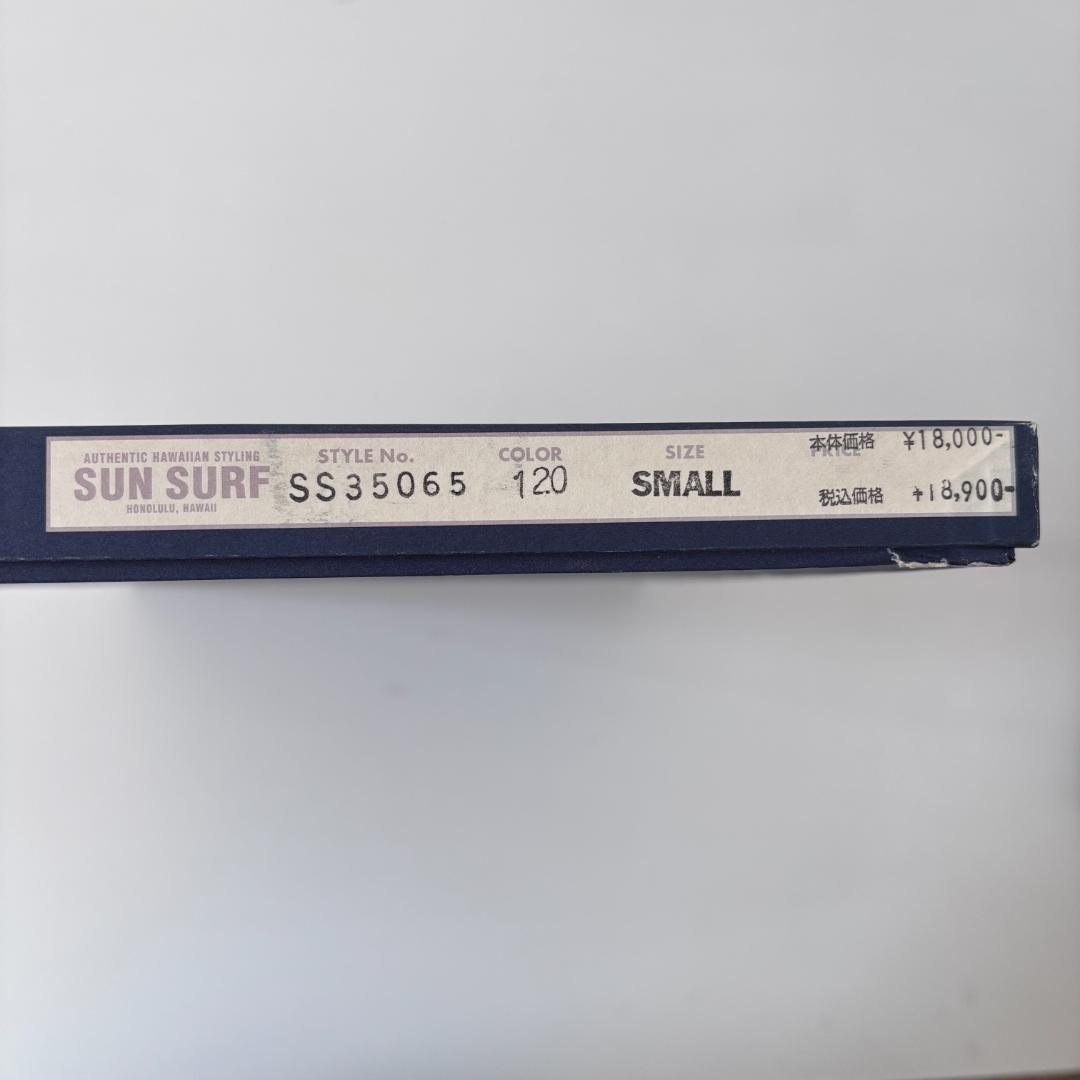 AUTHENTIC HAWAIIAN STYLING
SUN SURF
HONOLULU, HAWAII
STYLE No.
SS35065
COLOR
120
SIZE
SMALL
PRICE
本体価格 ¥18,000-
税込価格 ¥18,900-